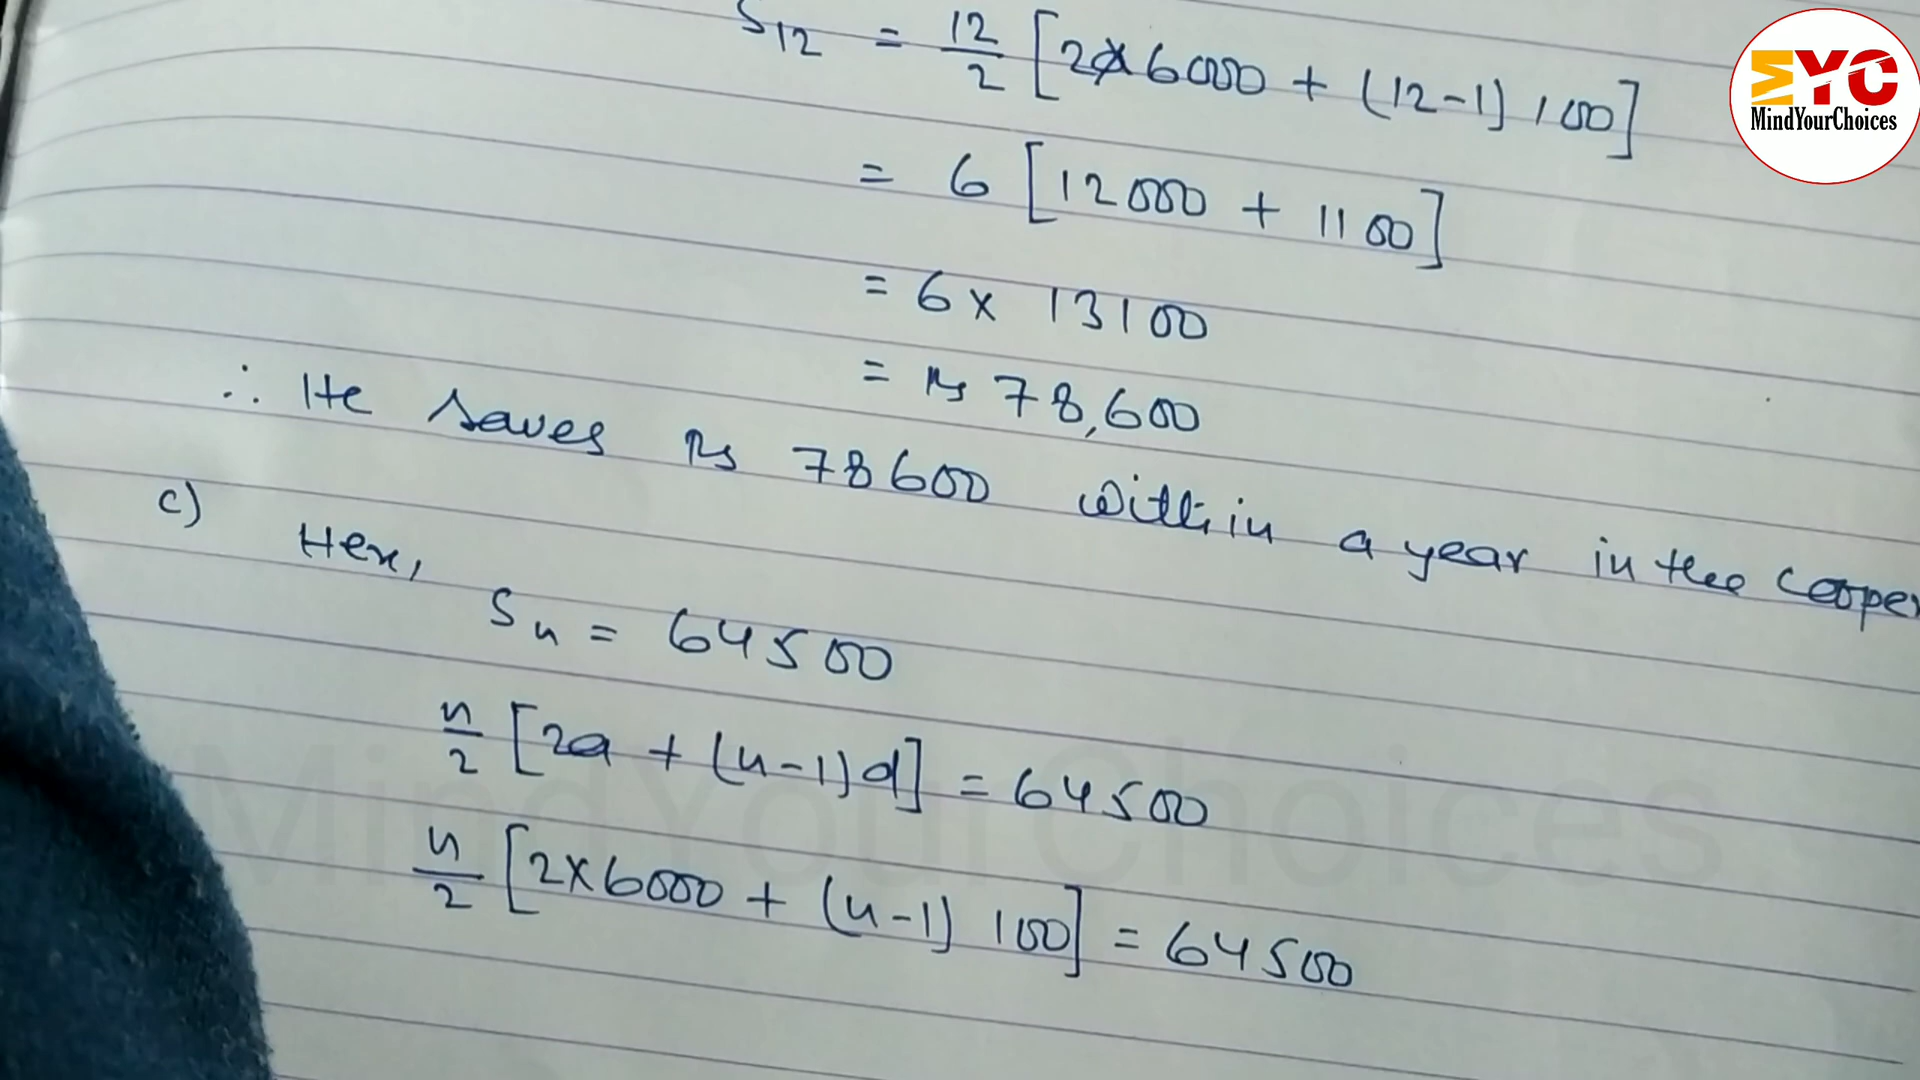 S12 = 12/2 [2×6000 + (12-1) 100]
= 6 [12000 + 1100]
= 6 × 13100
= Rs 78,600
∴ He saves Rs 78600 within a year in the cooper
c) Here,
Sn = 64500
n/2 [2a + (n-1)d] = 64500
n/2 [2×6000 + (n-1) 100] = 64500
MYC
MindYourChoices
MindYourChoices